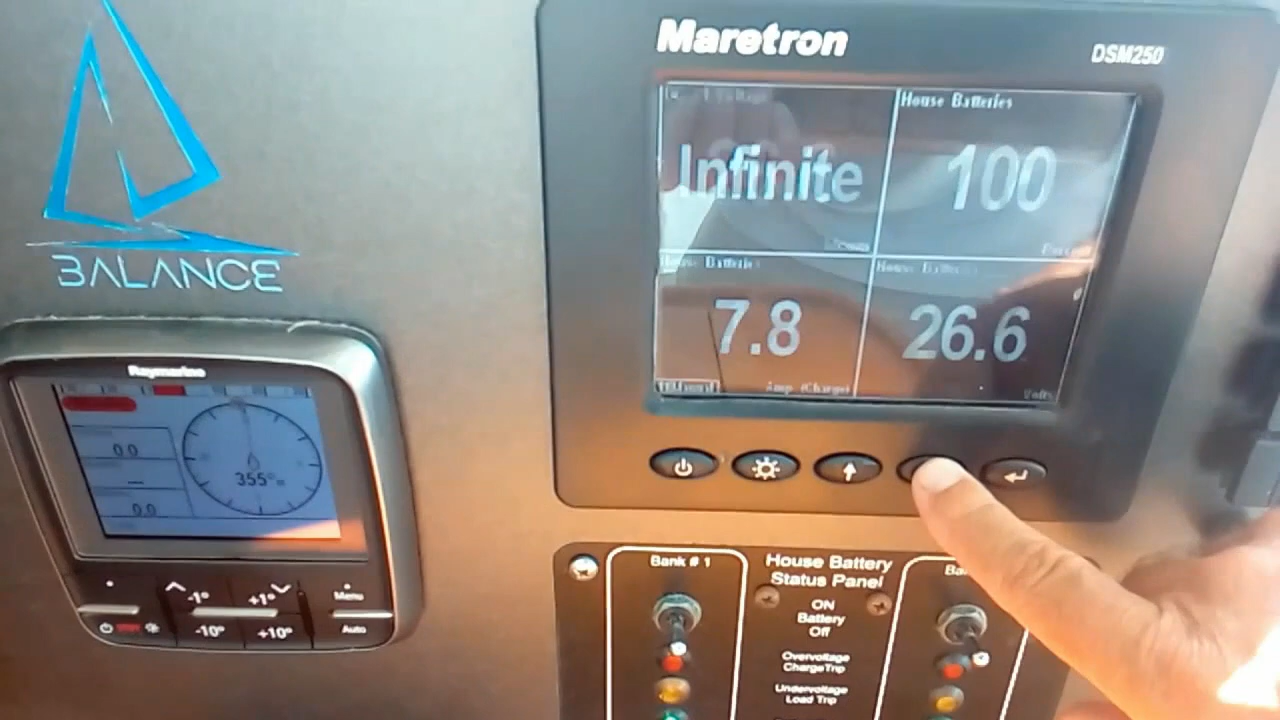 BALANCE
Maretron
DSM250
Infinite
House Batteries
100
House Batteries
7.8
Amp (Charge)
House Batteries
26.6
Volts
Raymarine
0.0
--
0.0
355°
-1°
+1°
-10°
+10°
Menu
Auto
Bank # 1
House Battery
Status Panel
ON
Battery
Off
Overvoltage
ChargeTrip
Undervoltage
Load Trip